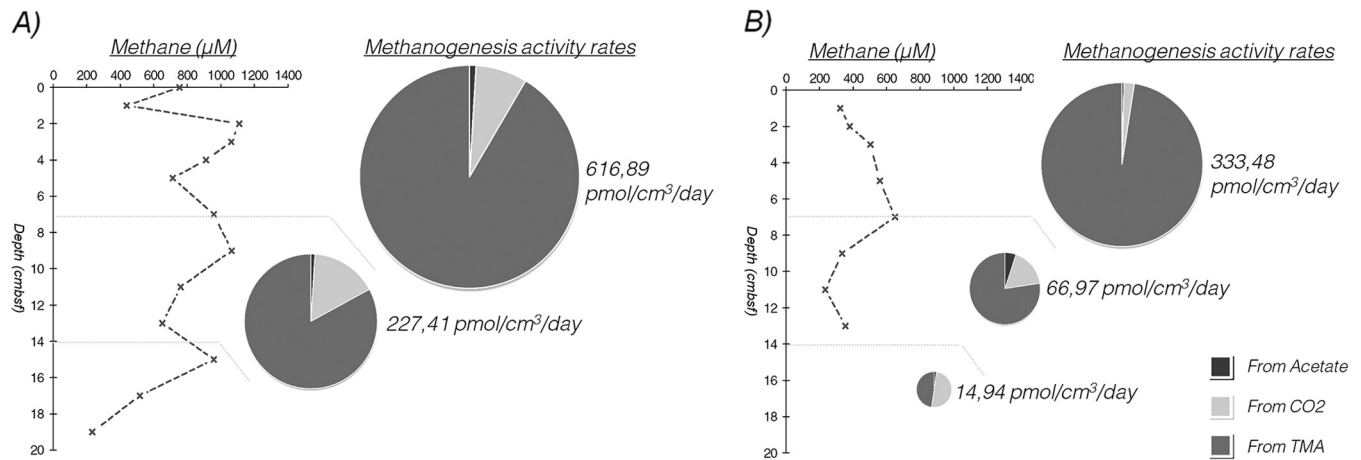 A)
Methane (µM)
0 200 400 600 800 1000 1200 1400
0
2
4
6
8
10
12
14
16
18
20
Depth (cmbsf)
Methanogenesis activity rates
616,89
pmol/cm³/day
227,41 pmol/cm³/day
B)
Methane (µM)
0 200 400 600 800 1000 1200 1400
0
2
4
6
8
10
12
14
16
18
20
Depth (cmbsf)
Methanogenesis activity rates
333,48
pmol/cm³/day
66,97 pmol/cm³/day
14,94 pmol/cm³/day
From Acetate
From CO2
From TMA